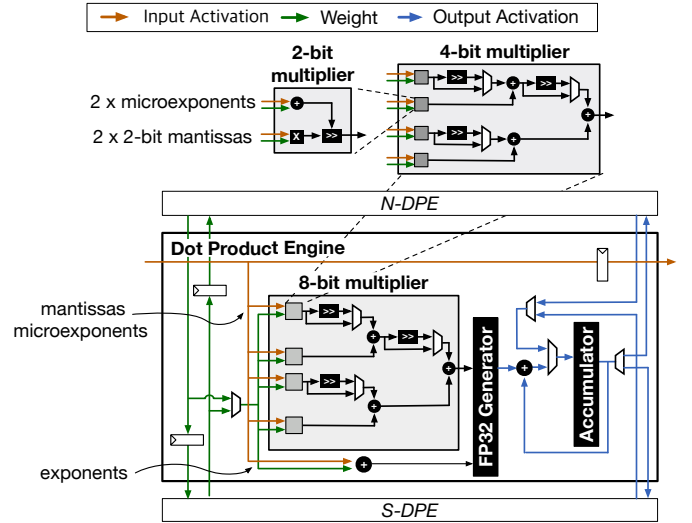 Input Activation Weight Output Activation
2-bit
multiplier
4-bit multiplier
>>
>>
2 x microexponents
+
+
+
2 x 2-bit mantissas
X
>>
>>
+
N-DPE
Dot Product Engine
8-bit multiplier
mantissas
microexponents
>>
+
>>
+
>>
+
FP32 Generator
+
Accumulator
exponents
+
S-DPE